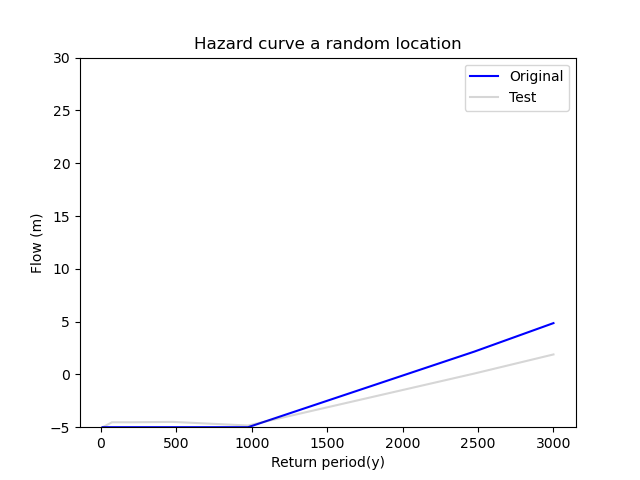 Hazard curve a random location
Original
Test
30
25
20
15
10
5
0
−5
Flow (m)
0 500 1000 1500 2000 2500 3000
Return period(y)